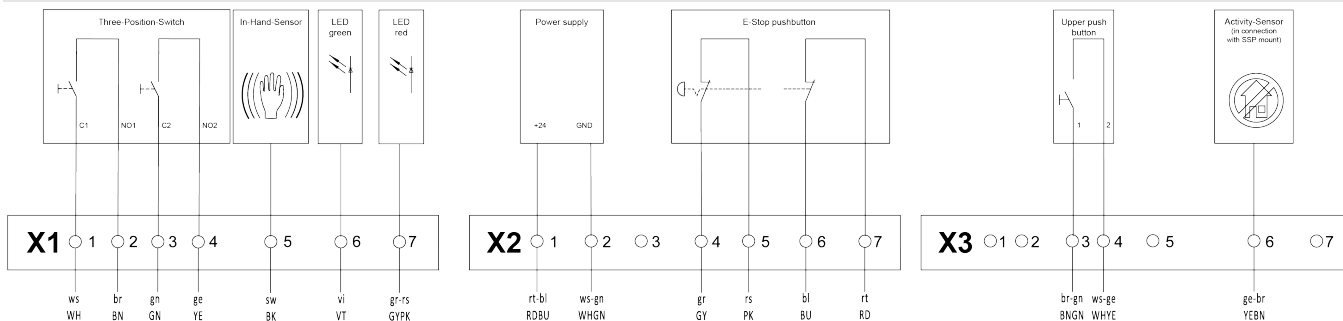 Three-Position-Switch
In-Hand-Sensor
LED
green
LED
red
Power supply
E-Stop pushbutton
Upper push
button
Activity-Sensor
(in connection
with SSP mount)
C1 NO1 C2 NO2
+24 GND
1 2
X1 1 2 3 4 5 6 7
X2 1 2 3 4 5 6 7
X3 1 2 3 4 5 6 7
ws br gn ge sw vi gr-rs
WH BN GN YE BK VT GYPK
rt-bl ws-gn gr rs bl rt
RDBU WHGN GY PK BU RD
br-gn ws-ge ge-br
BNGN WHYE YEBN